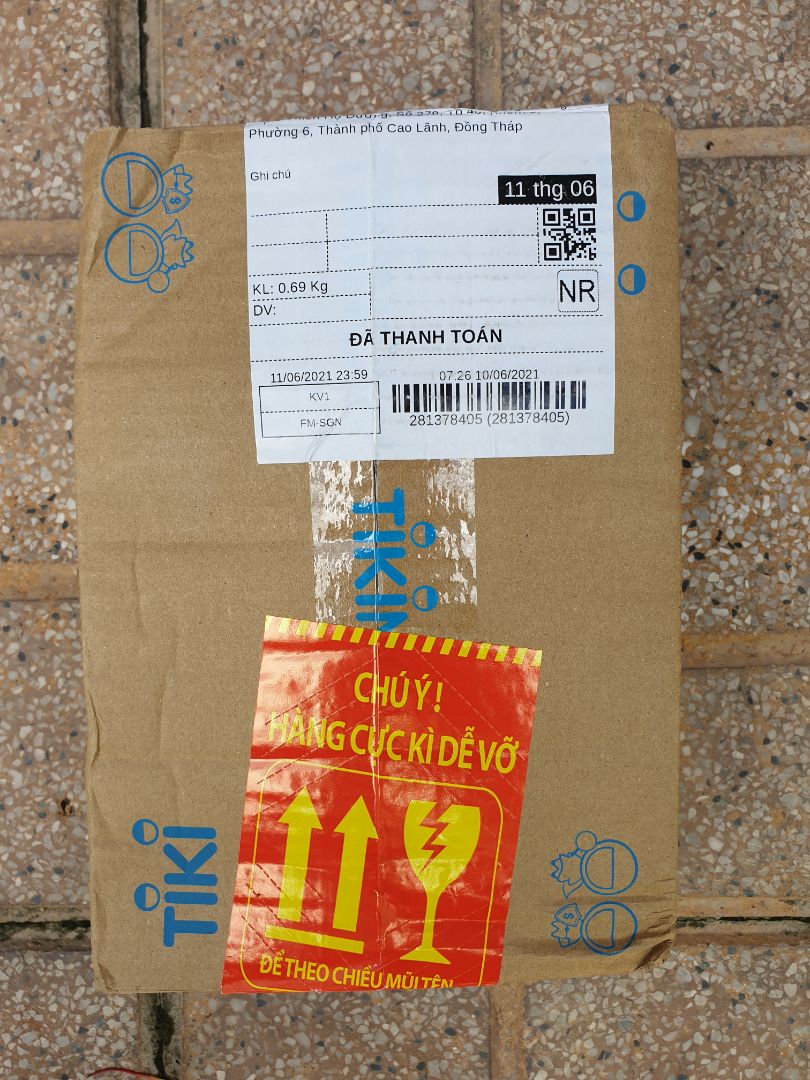 Phường 6, Thành phố Cao Lãnh, Đồng Tháp
Ghi chú
11 thg 06
KL: 0.69 Kg
NR
DV:
ĐÃ THANH TOÁN
11/06/2021 23:59
07:26 10/06/2021
KV1
FM-SGN
281378405 (281378405)
TIKI
CHÚ Ý!
HÀNG CỰC KÌ DỄ VỠ
TIKI
ĐỂ THEO CHIỀU MŨI TÊN